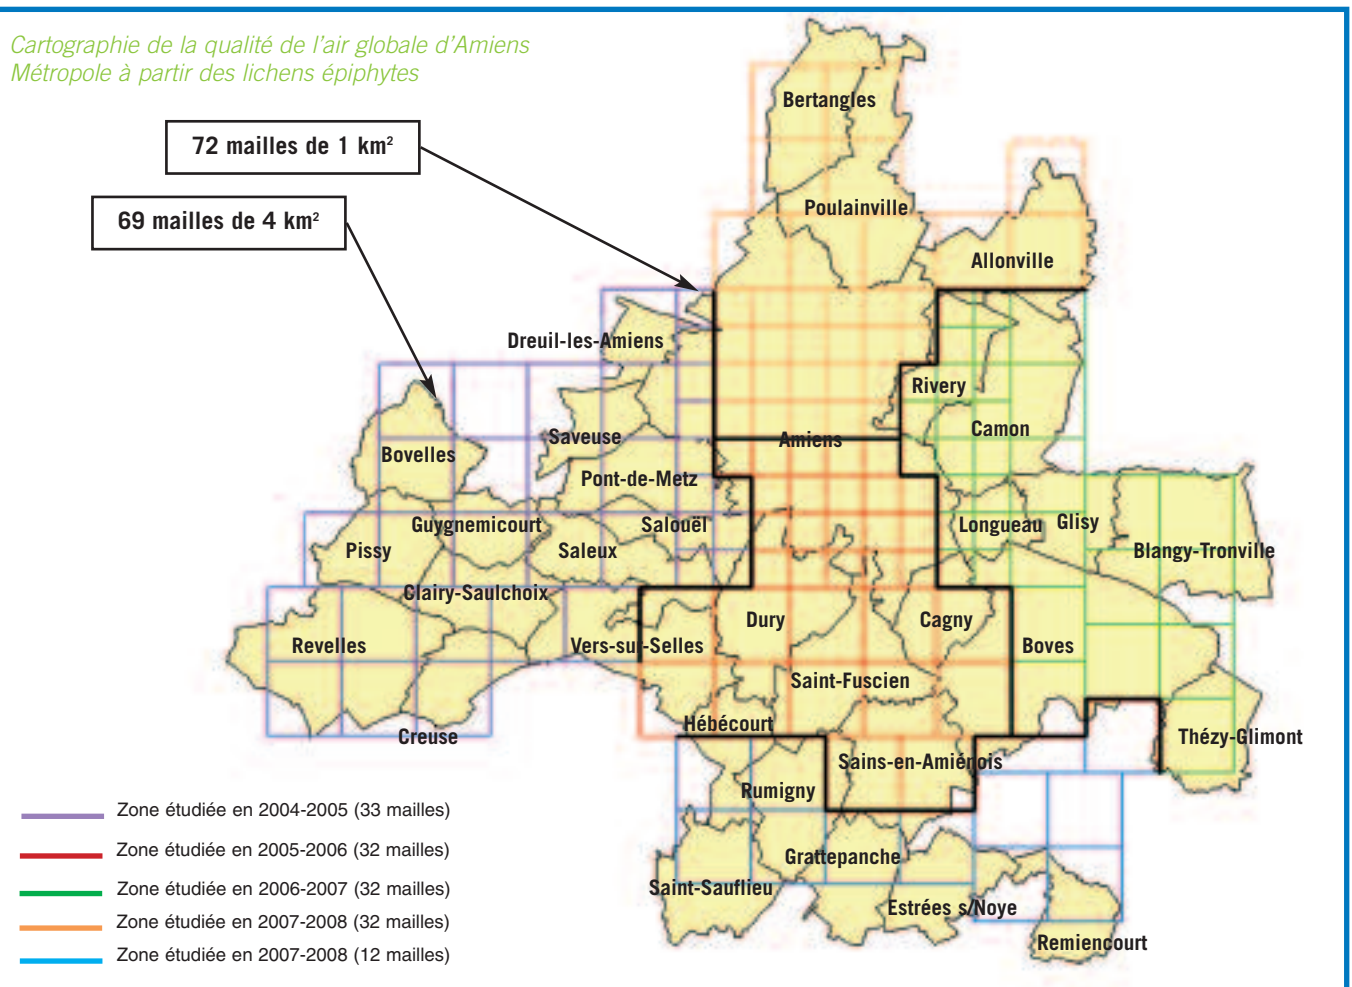 Cartographie de la qualité de l'air globale d'Amiens
Métropole à partir des lichens épiphytes
72 mailles de 1 km²
69 mailles de 4 km²
Bertangles
Poulainville
Allonville
Dreuil-les-Amiens
Rivery
Camon
Saveuse
Amiens
Bovelles
Pont-de-Metz
Guygnemicourt
Salouël
Longueau
Glisy
Pissy
Saleux
Blangy-Tronville
Clairy-Saulchoix
Dury
Cagny
Revelles
Vers-sur-Selles
Boves
Saint-Fuscien
Hébécourt
Creuse
Thézy-Glimont
Sains-en-Amiénois
Rumigny
Grattepanche
Saint-Sauflieu
Estrées s/Noye
Remiencourt
Zone étudiée en 2004-2005 (33 mailles)
Zone étudiée en 2005-2006 (32 mailles)
Zone étudiée en 2006-2007 (32 mailles)
Zone étudiée en 2007-2008 (32 mailles)
Zone étudiée en 2007-2008 (12 mailles)